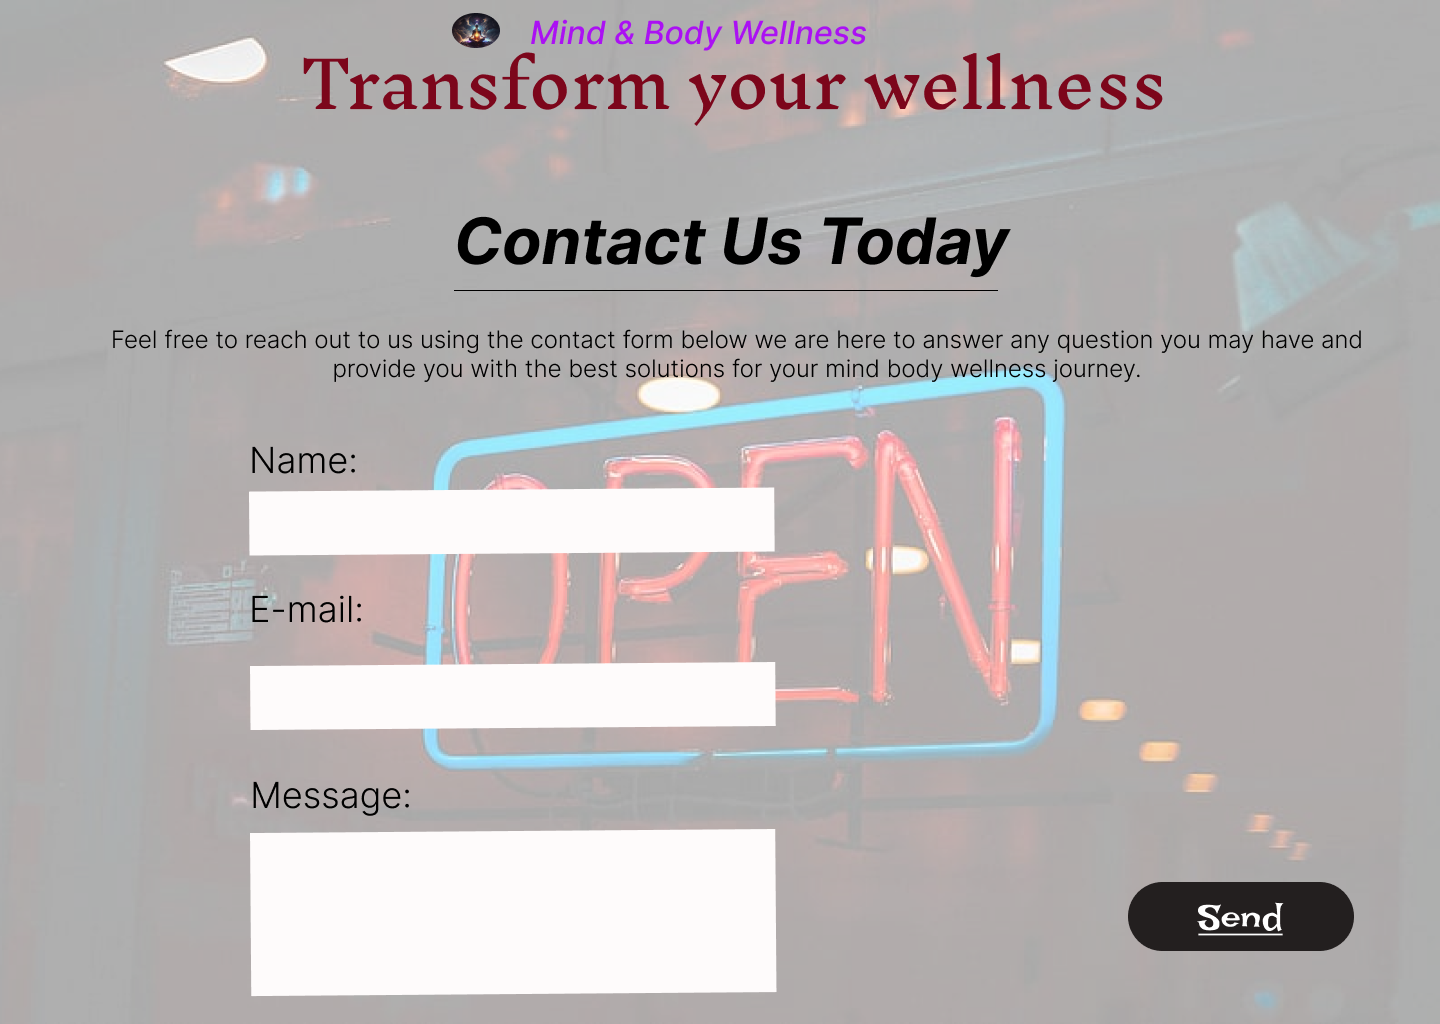 Mind & Body Wellness
Transform your wellness
Contact Us Today
Feel free to reach out to us using the contact form below we are here to answer any question you may have and
provide you with the best solutions for your mind body wellness journey.
Name:
OPEN
E-mail:
Message:
Send